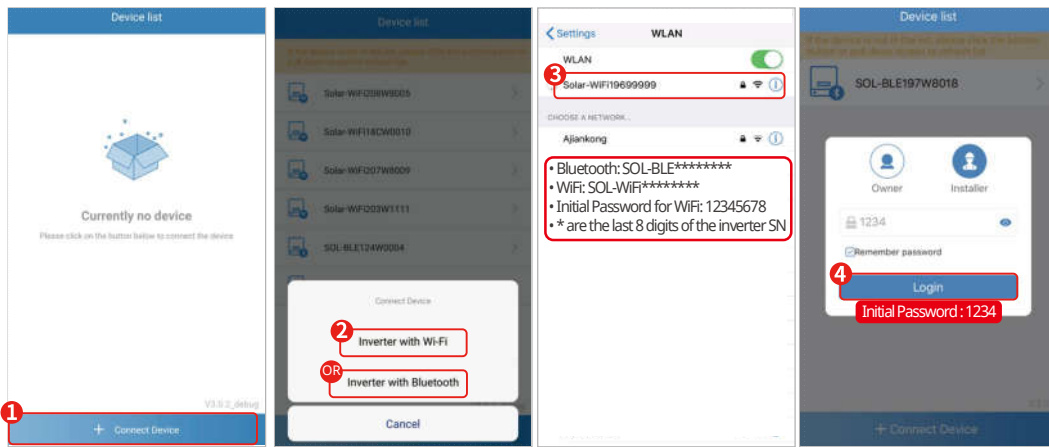 Device list
Currently no device
Please click on the button below to connect the device
V3.0.2_debug
1
+ Connect Device
Device list
Solar-WiFi208W8005
Solar-WiFi18CW0010
Solar-WiFi207W8009
Solar-WiFi203W1111
SOL-BLE124W0004
Connect Device
2
Inverter with Wi-Fi
OR
Inverter with Bluetooth
Cancel
Settings WLAN
WLAN
3
Solar-WiFi19699999
CHOOSE A NETWORK...
Ajiankong
• Bluetooth: SOL-BLE********
• WiFi: SOL-WiFi********
• Initial Password for WiFi: 12345678
• * are the last 8 digits of the inverter SN
Device list
SOL-BLE197W8018
Owner Installer
1234
Remember password
4
Login
Initial Password : 1234
+ Connect Device